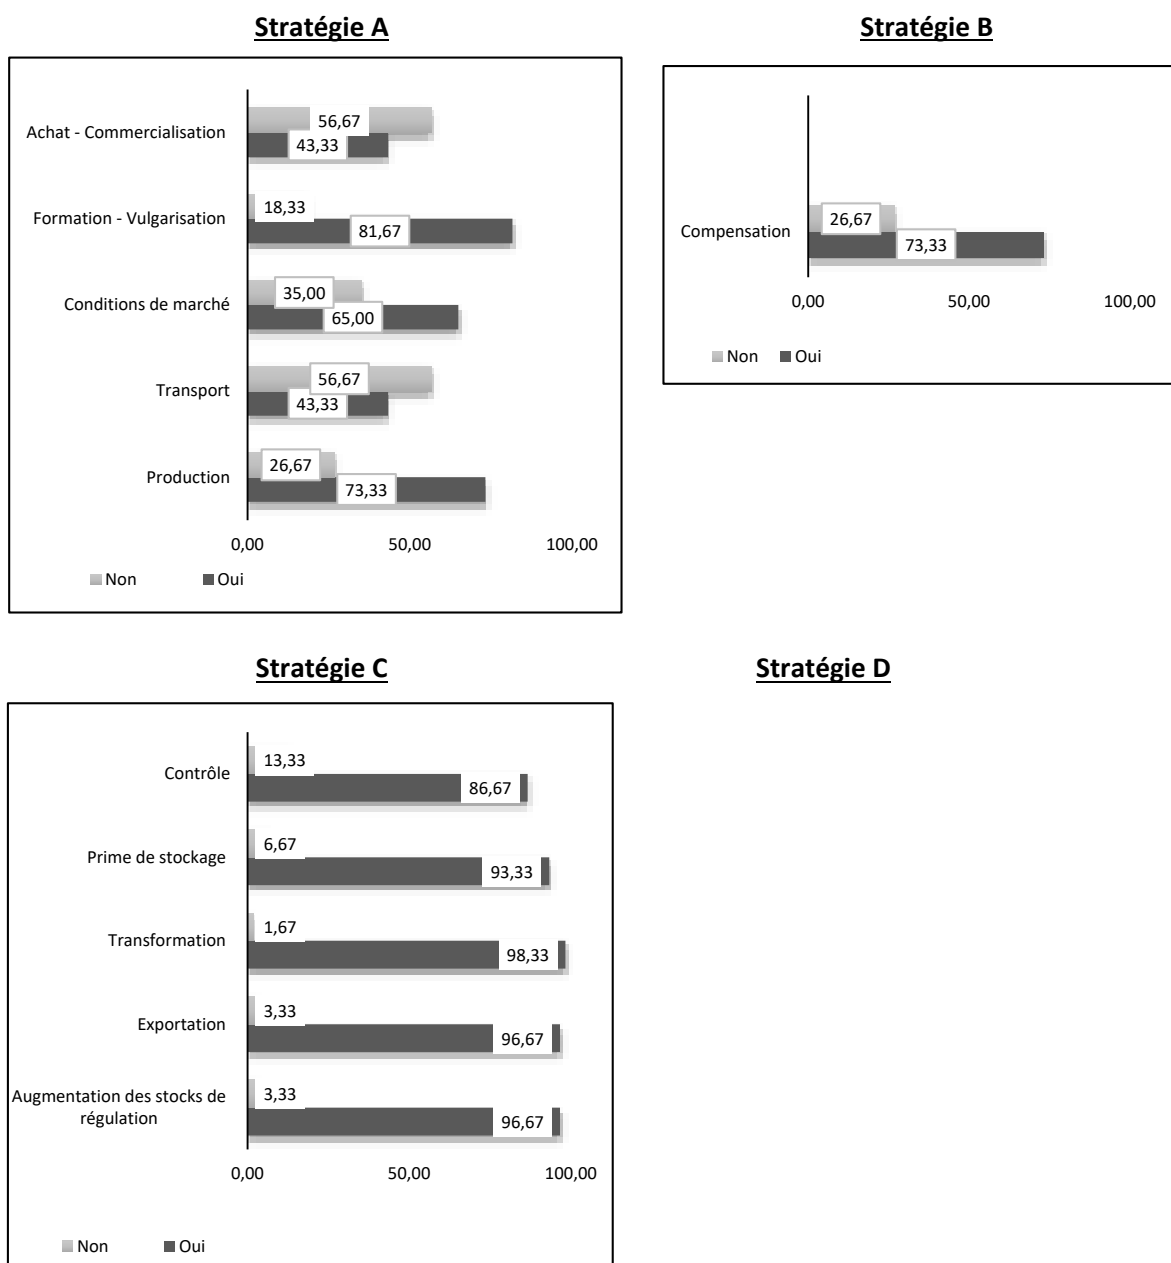 Stratégie A
Achat - Commercialisation
56,67
43,33
Formation - Vulgarisation
18,33
81,67
Conditions de marché
35,00
65,00
Transport
56,67
43,33
Production
26,67
73,33
0,00 50,00 100,00
Non Oui
Stratégie B
Compensation
26,67
73,33
0,00 50,00 100,00
Non Oui
Stratégie C
Contrôle
13,33
86,67
Prime de stockage
6,67
93,33
Transformation
1,67
98,33
Exportation
3,33
96,67
Augmentation des stocks de
régulation
3,33
96,67
0,00 50,00 100,00
Non Oui
Stratégie D